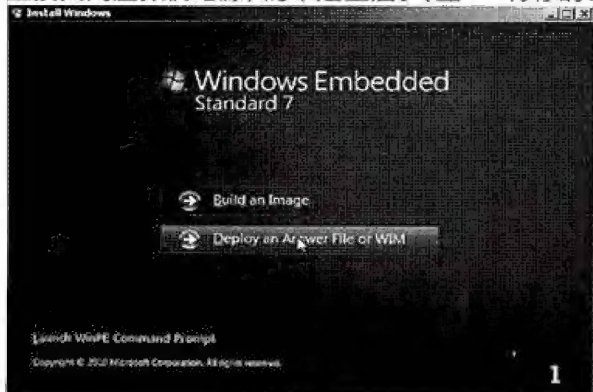 Install Windows
Windows Embedded
Standard 7
Build an Image
Deploy an Answer File or WIM
Launch WinPE Command Prompt
Copyright © 2010 Microsoft Corporation. All rights reserved.
1